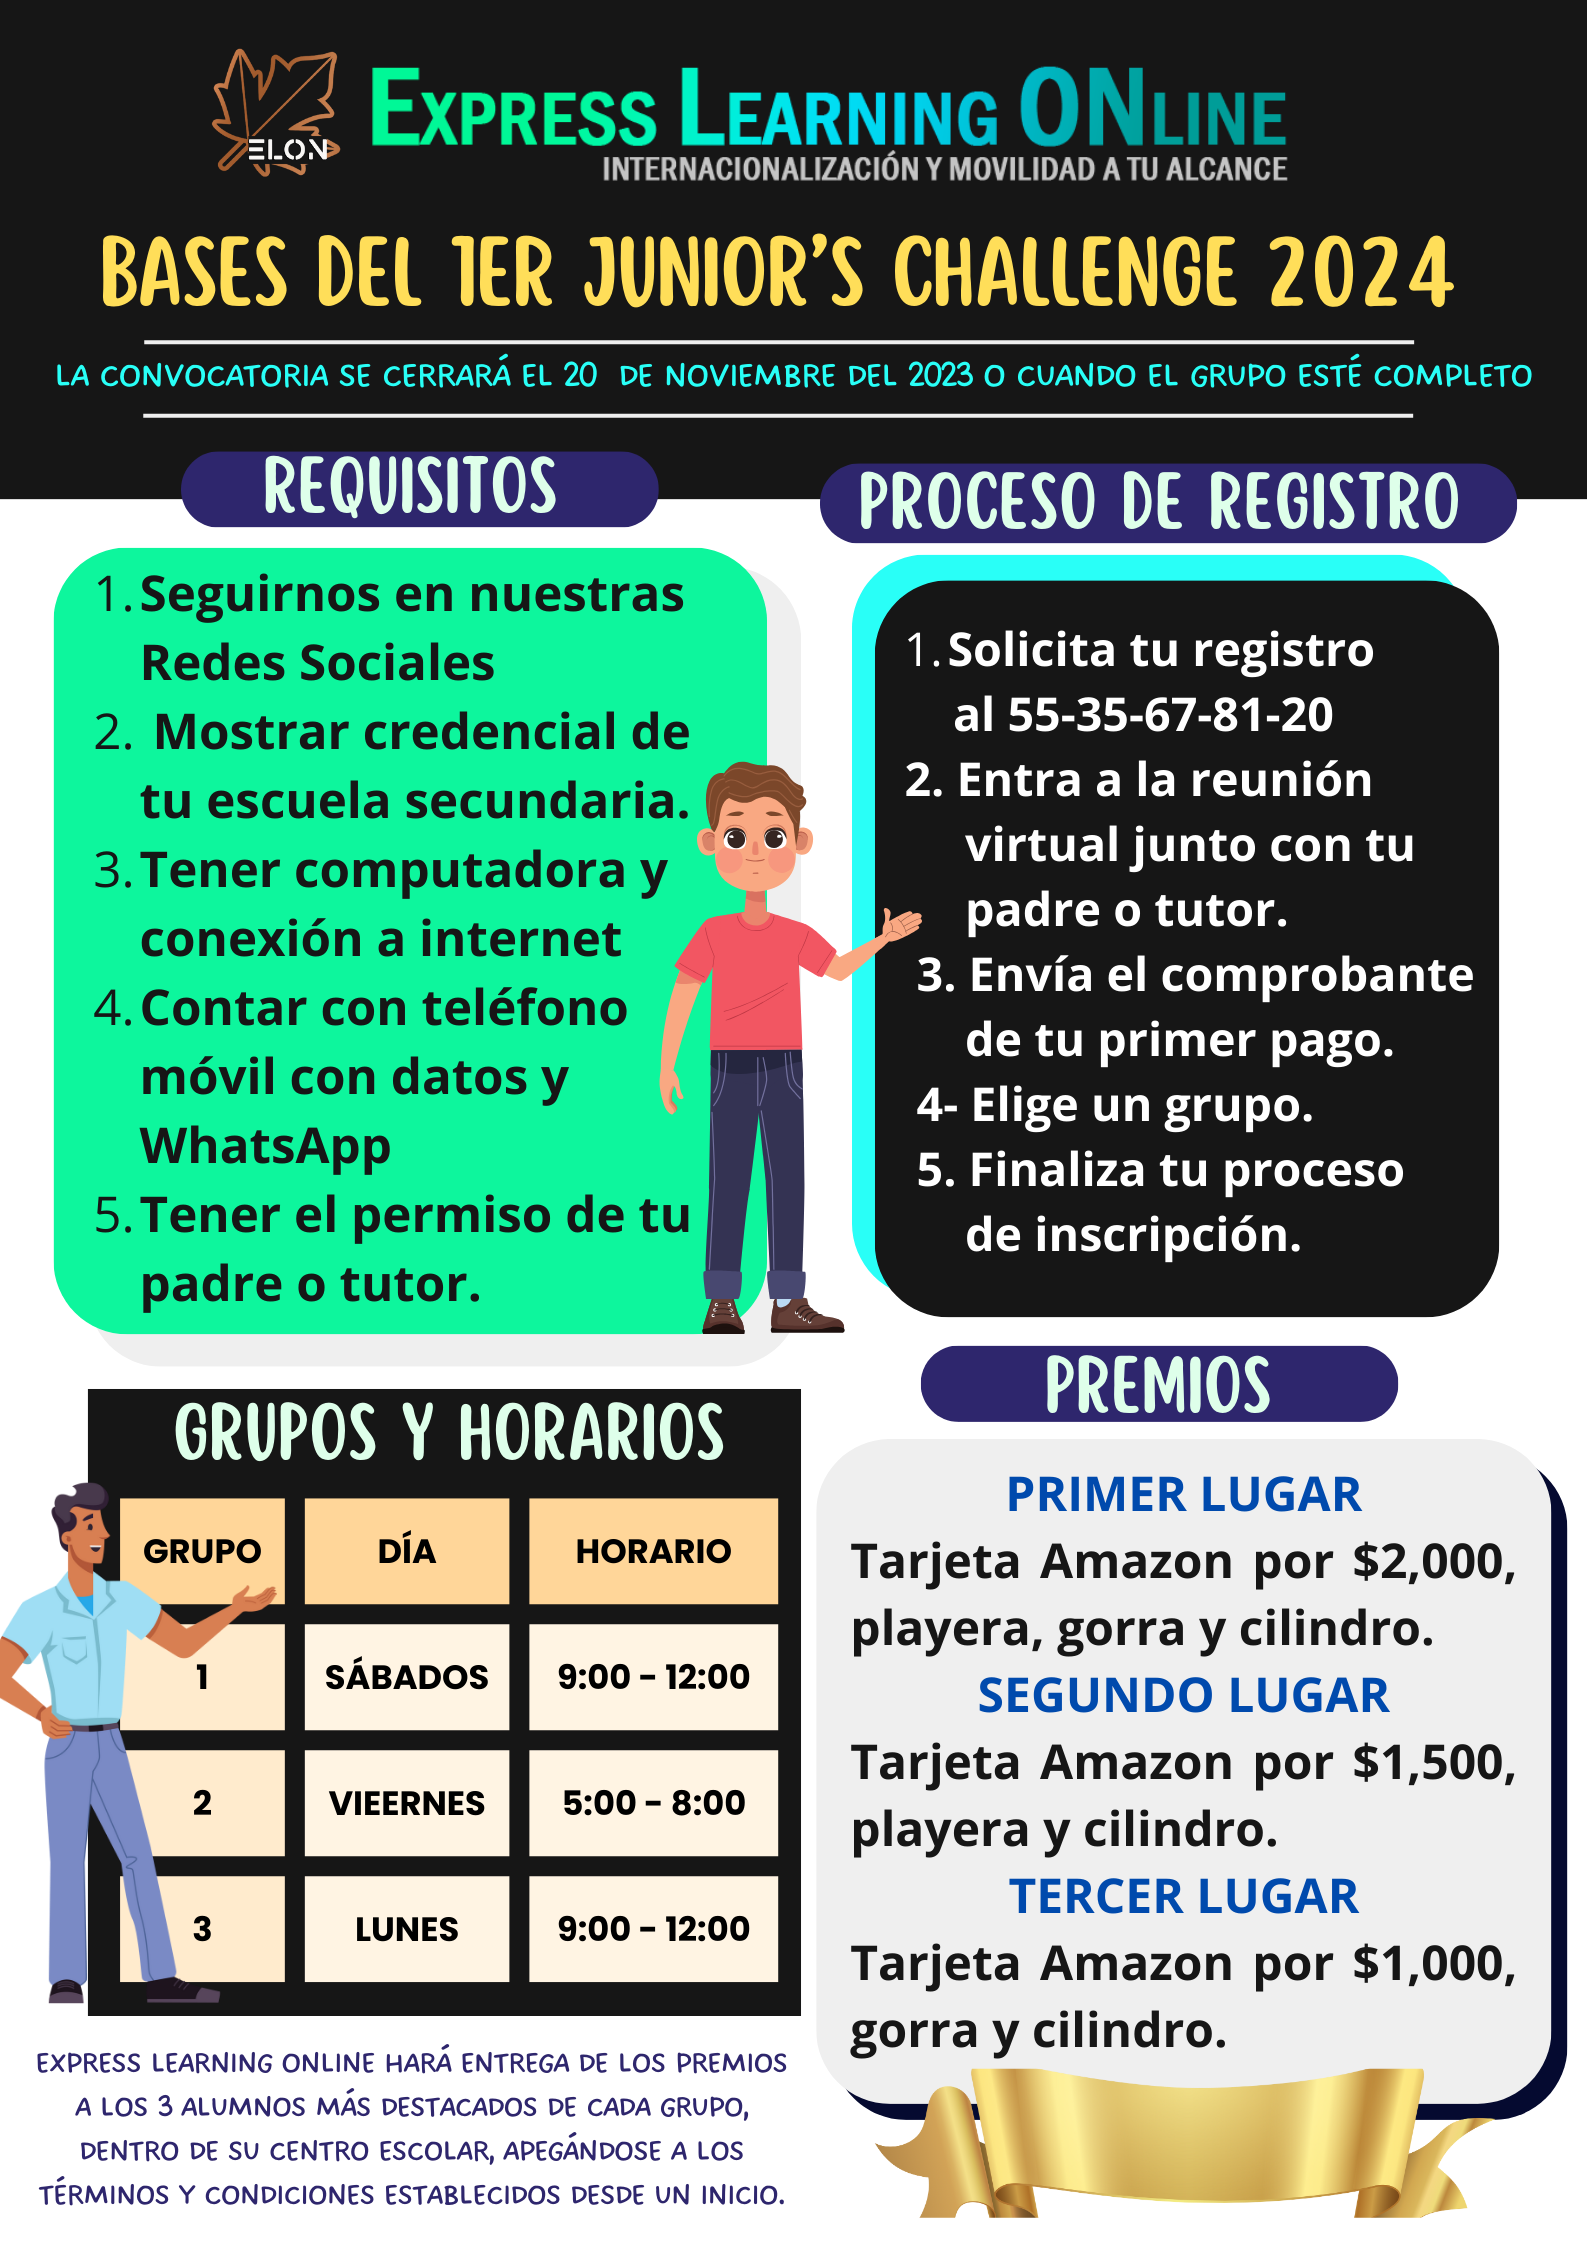 ELON
EXPRESS LEARNING ONLINE
INTERNACIONALIZACIÓN Y MOVILIDAD A TU ALCANCE
BASES DEL 1ER JUNIOR'S CHALLENGE 2024
LA CONVOCATORIA SE CERRARÁ EL 20 DE NOVIEMBRE DEL 2023 O CUANDO EL GRUPO ESTÉ COMPLETO
REQUISITOS
1. Seguirnos en nuestras
Redes Sociales
2. Mostrar credencial de
tu escuela secundaria.
3. Tener computadora y
conexión a internet
4. Contar con teléfono
móvil con datos y
WhatsApp
5. Tener el permiso de tu
padre o tutor.
PROCESO DE REGISTRO
1. Solicita tu registro
al 55-35-67-81-20
2. Entra a la reunión
virtual junto con tu
padre o tutor.
3. Envía el comprobante
de tu primer pago.
4- Elige un grupo.
5. Finaliza tu proceso
de inscripción.
GRUPOS Y HORARIOS
GRUPO DÍA HORARIO
1 SÁBADOS 9:00 - 12:00
2 VIEERNES 5:00 - 8:00
3 LUNES 9:00 - 12:00
EXPRESS LEARNING ONLINE HARÁ ENTREGA DE LOS PREMIOS
A LOS 3 ALUMNOS MÁS DESTACADOS DE CADA GRUPO,
DENTRO DE SU CENTRO ESCOLAR, APEGÁNDOSE A LOS
TÉRMINOS Y CONDICIONES ESTABLECIDOS DESDE UN INICIO.
PREMIOS
PRIMER LUGAR
Tarjeta Amazon por $2,000,
playera, gorra y cilindro.
SEGUNDO LUGAR
Tarjeta Amazon por $1,500,
playera y cilindro.
TERCER LUGAR
Tarjeta Amazon por $1,000,
gorra y cilindro.